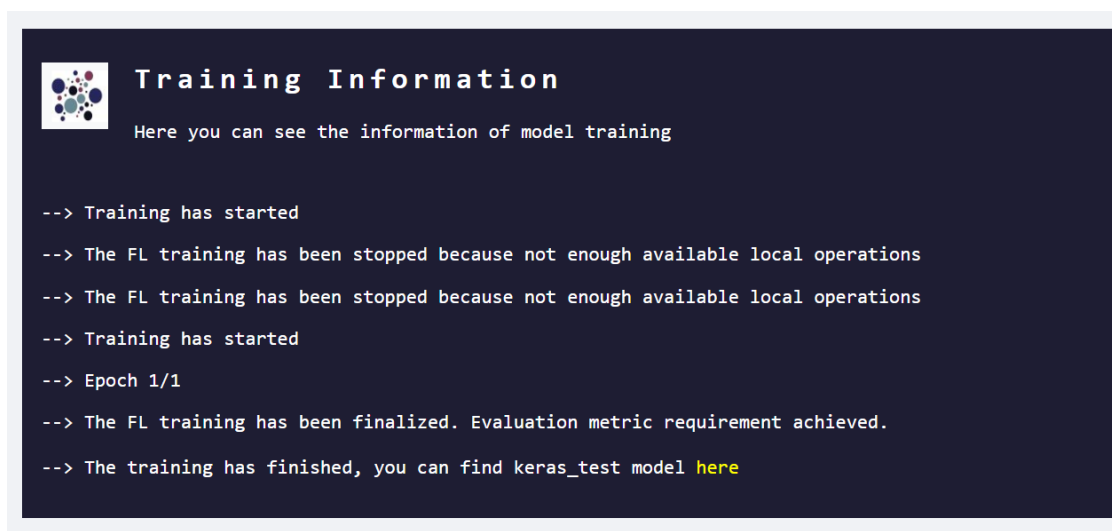 Training Information
Here you can see the information of model training
--> Training has started
--> The FL training has been stopped because not enough available local operations
--> The FL training has been stopped because not enough available local operations
--> Training has started
--> Epoch 1/1
--> The FL training has been finalized. Evaluation metric requirement achieved.
--> The training has finished, you can find keras_test model here